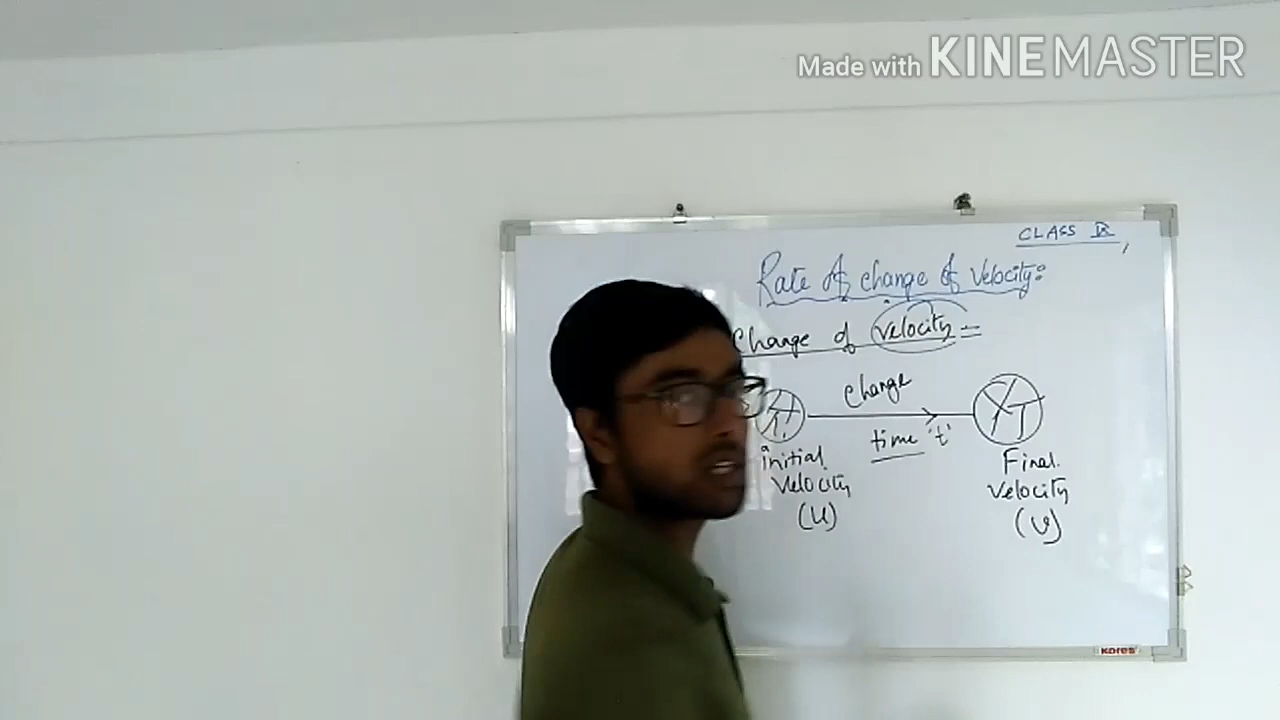 Made with KINEMASTER
CLASS IX,
Rate of change of velocity:
Change of velocity =
Change
time 't'
initial
velocity
(u)
Final.
velocity
(v)
kores